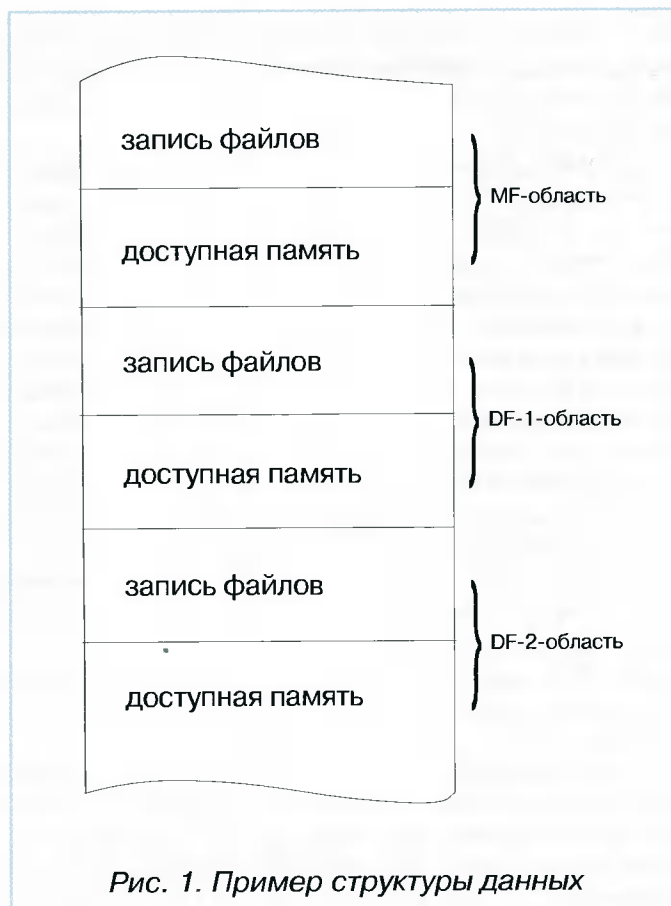 запись файлов
MF-область
доступная память
запись файлов
DF-1-область
доступная память
запись файлов
DF-2-область
доступная память
Рис. 1. Пример структуры данных